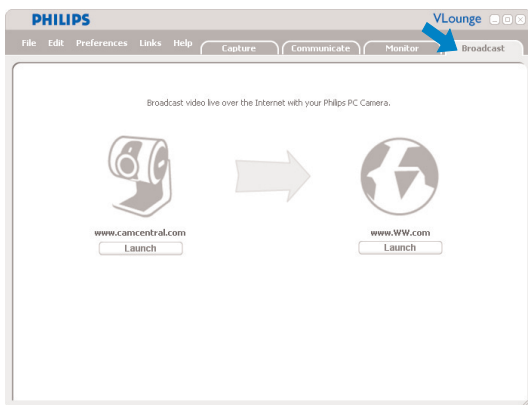 PHILIPS
VLounge
File Edit Preferences Links Help Capture Communicate Monitor Broadcast
Broadcast video live over the Internet with your Philips PC Camera.
www.camcentral.com www.WW.com
Launch Launch